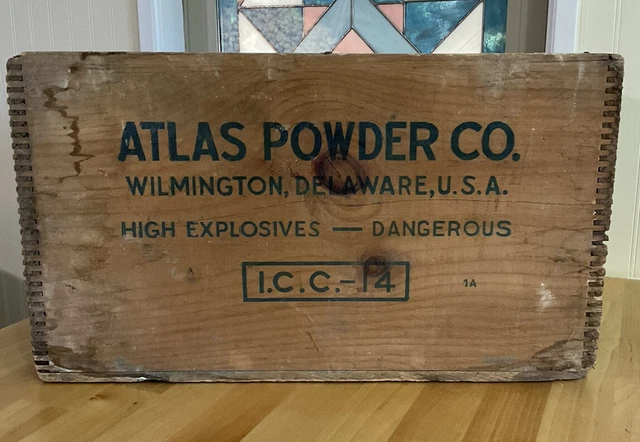 ATLAS POWDER CO.
WILMINGTON, DELAWARE, U.S.A.
HIGH EXPLOSIVES — DANGEROUS
I.C.C.-14
1A